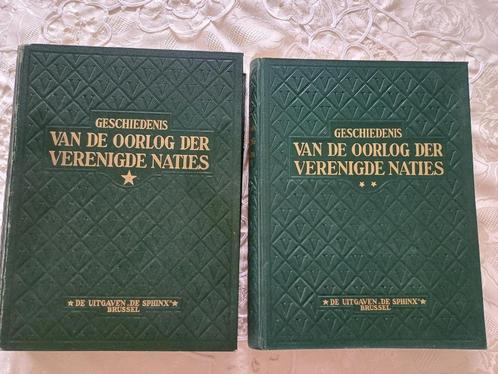 GESCHIEDENIS
VAN DE OORLOG DER
VERENIGDE NATIES
★
★ DE UITGAVEN „DE SPHINX" ★
BRUSSEL
GESCHIEDENIS
VAN DE OORLOG DER
VERENIGDE NATIES
★ ★
★ DE UITGAVEN „DE SPHINX" ★
BRUSSEL